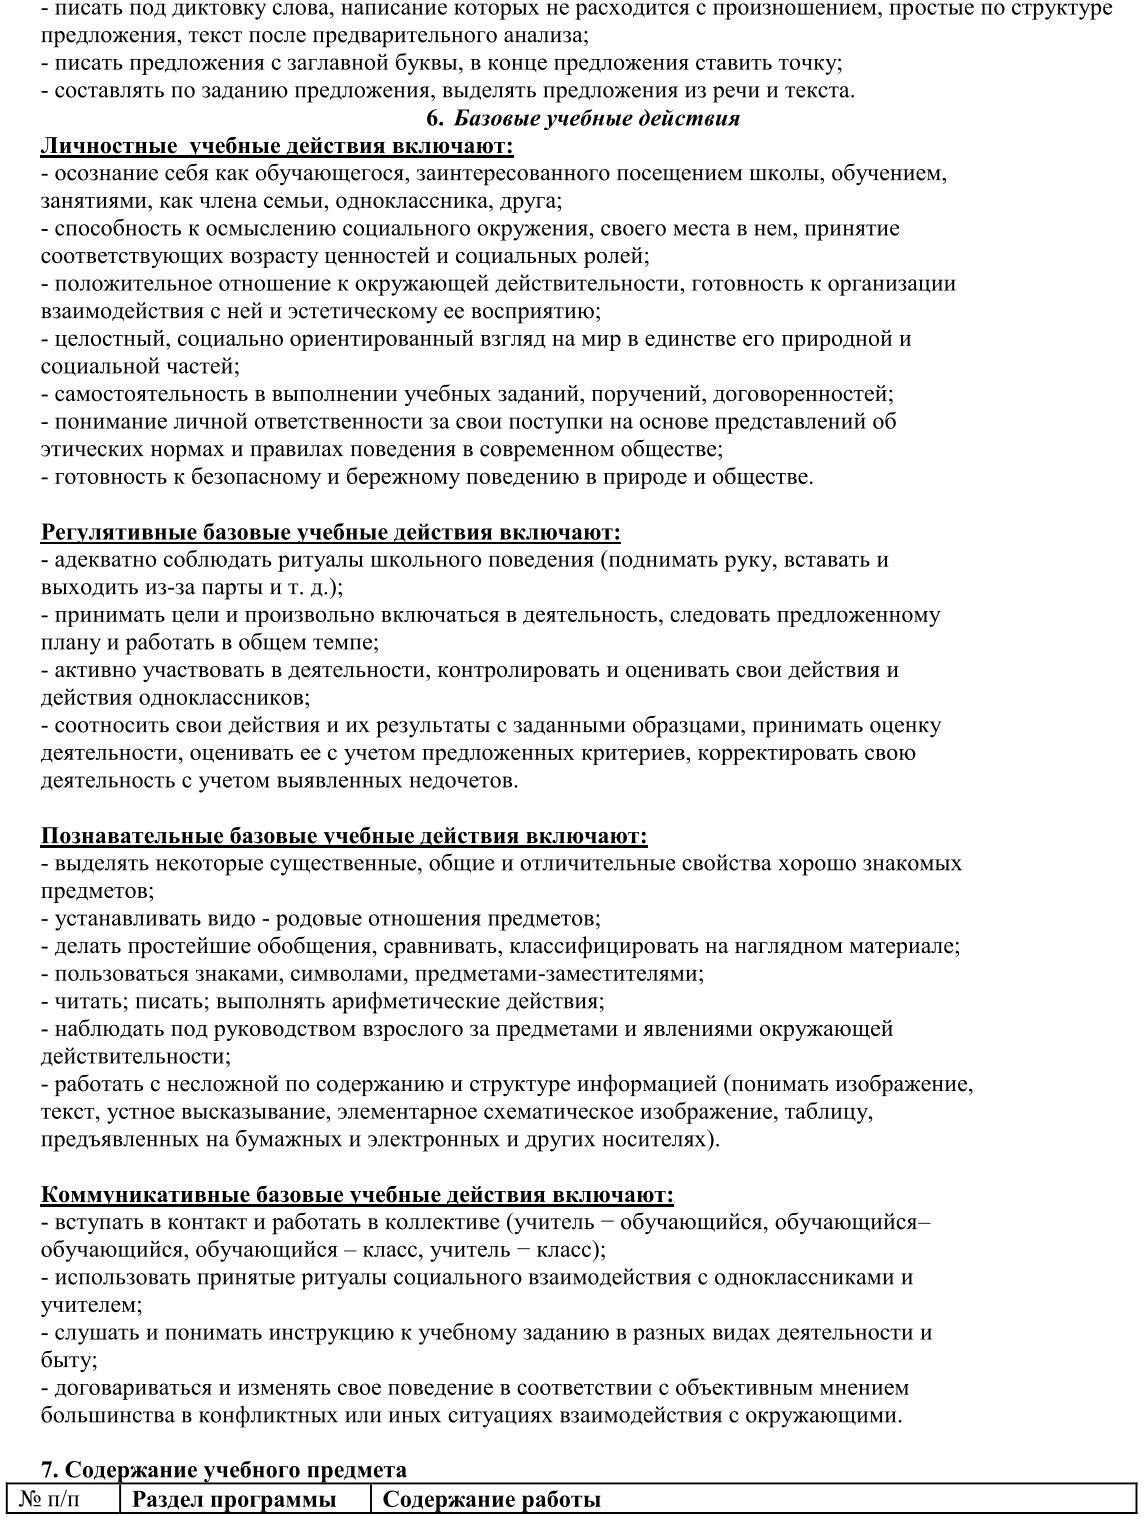 - писать под диктовку слова, написание которых не расходится с произношением, простые по структуре
предложения, текст после предварительного анализа;
- писать предложения с заглавной буквы, в конце предложения ставить точку;
- составлять по заданию предложения, выделять предложения из речи и текста.
6. Базовые учебные действия
Личностные учебные действия включают:
- осознание себя как обучающегося, заинтересованного посещением школы, обучением,
занятиями, как члена семьи, одноклассника, друга;
- способность к осмыслению социального окружения, своего места в нем, принятие
соответствующих возрасту ценностей и социальных ролей;
- положительное отношение к окружающей действительности, готовность к организации
взаимодействия с ней и эстетическому ее восприятию;
- целостный, социально ориентированный взгляд на мир в единстве его природной и
социальной частей;
- самостоятельность в выполнении учебных заданий, поручений, договоренностей;
- понимание личной ответственности за свои поступки на основе представлений об
этических нормах и правилах поведения в современном обществе;
- готовность к безопасному и бережному поведению в природе и обществе.
Регулятивные базовые учебные действия включают:
- адекватно соблюдать ритуалы школьного поведения (поднимать руку, вставать и
выходить из-за парты и т. д.);
- принимать цели и произвольно включаться в деятельность, следовать предложенному
плану и работать в общем темпе;
- активно участвовать в деятельности, контролировать и оценивать свои действия и
действия одноклассников;
- соотносить свои действия и их результаты с заданными образцами, принимать оценку
деятельности, оценивать ее с учетом предложенных критериев, корректировать свою
деятельность с учетом выявленных недочетов.
Познавательные базовые учебные действия включают:
- выделять некоторые существенные, общие и отличительные свойства хорошо знакомых
предметов;
- устанавливать видо - родовые отношения предметов;
- делать простейшие обобщения, сравнивать, классифицировать на наглядном материале;
- пользоваться знаками, символами, предметами-заместителями;
- читать; писать; выполнять арифметические действия;
- наблюдать под руководством взрослого за предметами и явлениями окружающей
действительности;
- работать с несложной по содержанию и структуре информацией (понимать изображение,
текст, устное высказывание, элементарное схематическое изображение, таблицу,
предъявленных на бумажных и электронных и других носителях).
Коммуникативные базовые учебные действия включают:
- вступать в контакт и работать в коллективе (учитель − обучающийся, обучающийся–
обучающийся, обучающийся – класс, учитель − класс);
- использовать принятые ритуалы социального взаимодействия с одноклассниками и
учителем;
- слушать и понимать инструкцию к учебному заданию в разных видах деятельности и
быту;
- договариваться и изменять свое поведение в соответствии с объективным мнением
большинства в конфликтных или иных ситуациях взаимодействия с окружающими.
7. Содержание учебного предмета
№ п/п Раздел программы Содержание работы